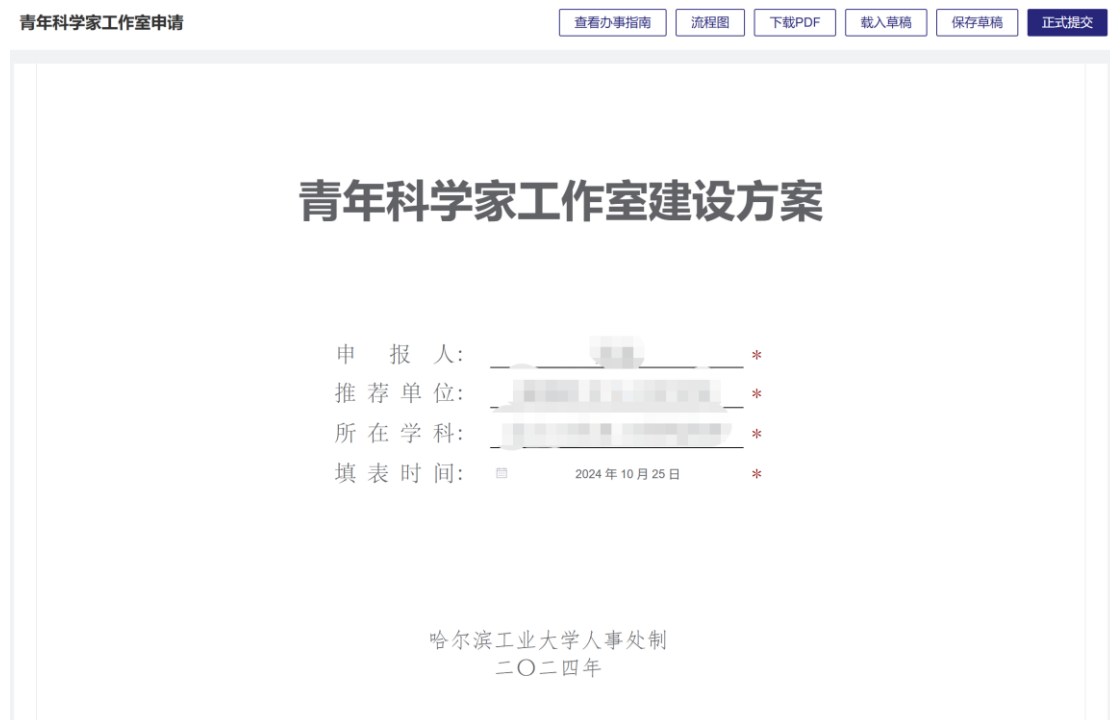 青年科学家工作室申请
查看办事指南 流程图 下载PDF 载入草稿 保存草稿 正式提交
青年科学家工作室建设方案
申 报 人: *
推 荐 单 位: *
所 在 学 科: *
填 表 时 间: 2024 年 10 月 25 日 *
哈尔滨工业大学人事处制
二〇二四年